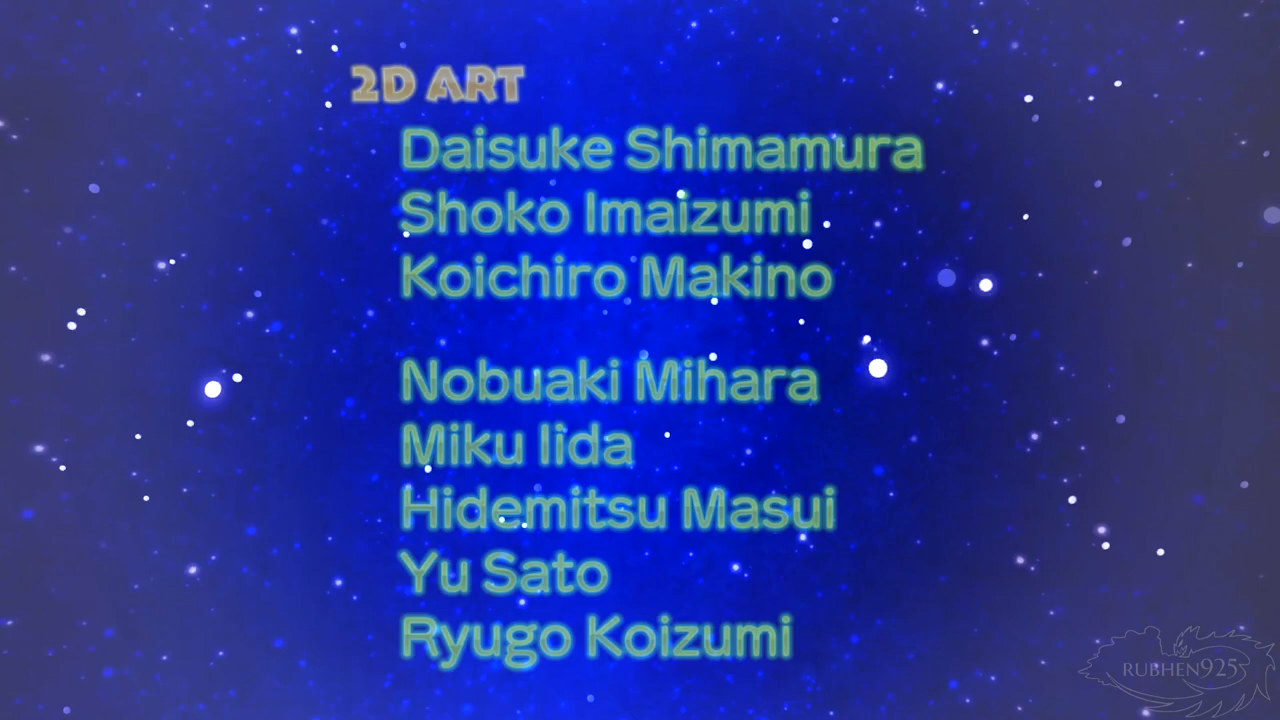 2D ART
Daisuke Shimamura
Shoko Imaizumi
Koichiro Makino
Nobuaki Mihara
Miku Iida
Hidemitsu Masui
Yu Sato
Ryugo Koizumi
RUBHEN925